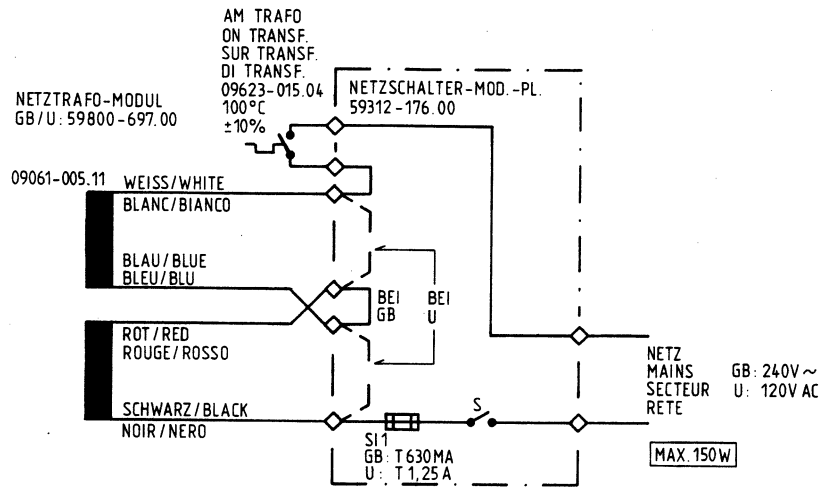 AM TRAFO
ON TRANSF.
SUR TRANSF.
DI TRANSF.
09623-015.04
100°C
±10%
NETZTRAFO-MODUL
GB/U: 59800-697.00
NETZSCHALTER-MOD.-PL.
59312-176.00
09061-005.11
WEISS/WHITE
BLANC/BIANCO
BLAU/BLUE
BLEU/BLU
BEI
GB
BEI
U
ROT/RED
ROUGE/ROSSO
SCHWARZ/BLACK
NOIR/NERO
S
SI1
GB: T630MA
U: T1,25A
NETZ
MAINS GB: 240V~
SECTEUR U: 120V AC
RETE
MAX.150W